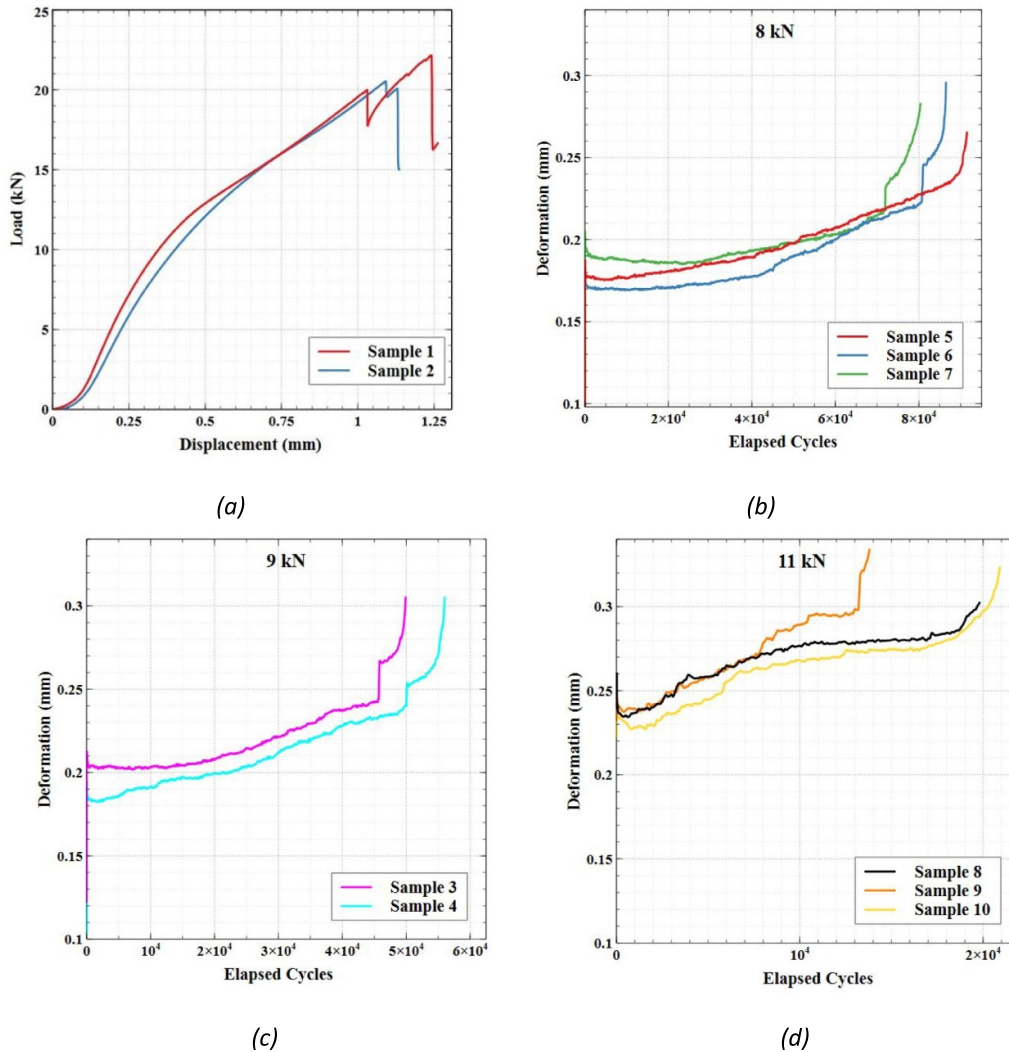 25
20
15
10
5
0
0
0.25
0.5
0.75
1
1.25
Load (kN)
Displacement (mm)
Sample 1
Sample 2
(a)
8 kN
0.3
0.25
0.2
0.15
0.1
0
2×10⁴
4×10⁴
6×10⁴
8×10⁴
Deformation (mm)
Elapsed Cycles
Sample 5
Sample 6
Sample 7
(b)
9 kN
0.3
0.25
0.2
0.15
0.1
0
10⁴
2×10⁴
3×10⁴
4×10⁴
5×10⁴
6×10⁴
Deformation (mm)
Elapsed Cycles
Sample 3
Sample 4
(c)
11 kN
0.3
0.25
0.2
0.15
0.1
0
10⁴
2×10⁴
Deformation (mm)
Elapsed Cycles
Sample 8
Sample 9
Sample 10
(d)